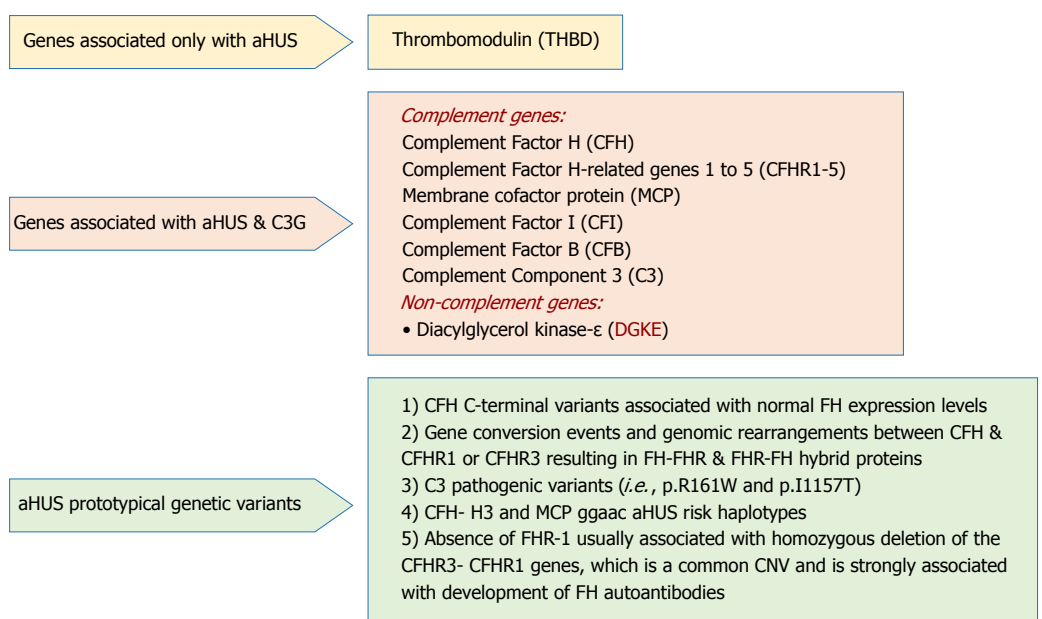 Genes associated only with aHUS
Thrombomodulin (THBD)
Genes associated with aHUS & C3G
Complement genes:
Complement Factor H (CFH)
Complement Factor H-related genes 1 to 5 (CFHR1-5)
Membrane cofactor protein (MCP)
Complement Factor I (CFI)
Complement Factor B (CFB)
Complement Component 3 (C3)
Non-complement genes:
• Diacylglycerol kinase-ε (DGKE)
aHUS prototypical genetic variants
1) CFH C-terminal variants associated with normal FH expression levels
2) Gene conversion events and genomic rearrangements between CFH &
CFHR1 or CFHR3 resulting in FH-FHR & FHR-FH hybrid proteins
3) C3 pathogenic variants (i.e., p.R161W and p.I1157T)
4) CFH- H3 and MCP ggaac aHUS risk haplotypes
5) Absence of FHR-1 usually associated with homozygous deletion of the
CFHR3- CFHR1 genes, which is a common CNV and is strongly associated
with development of FH autoantibodies